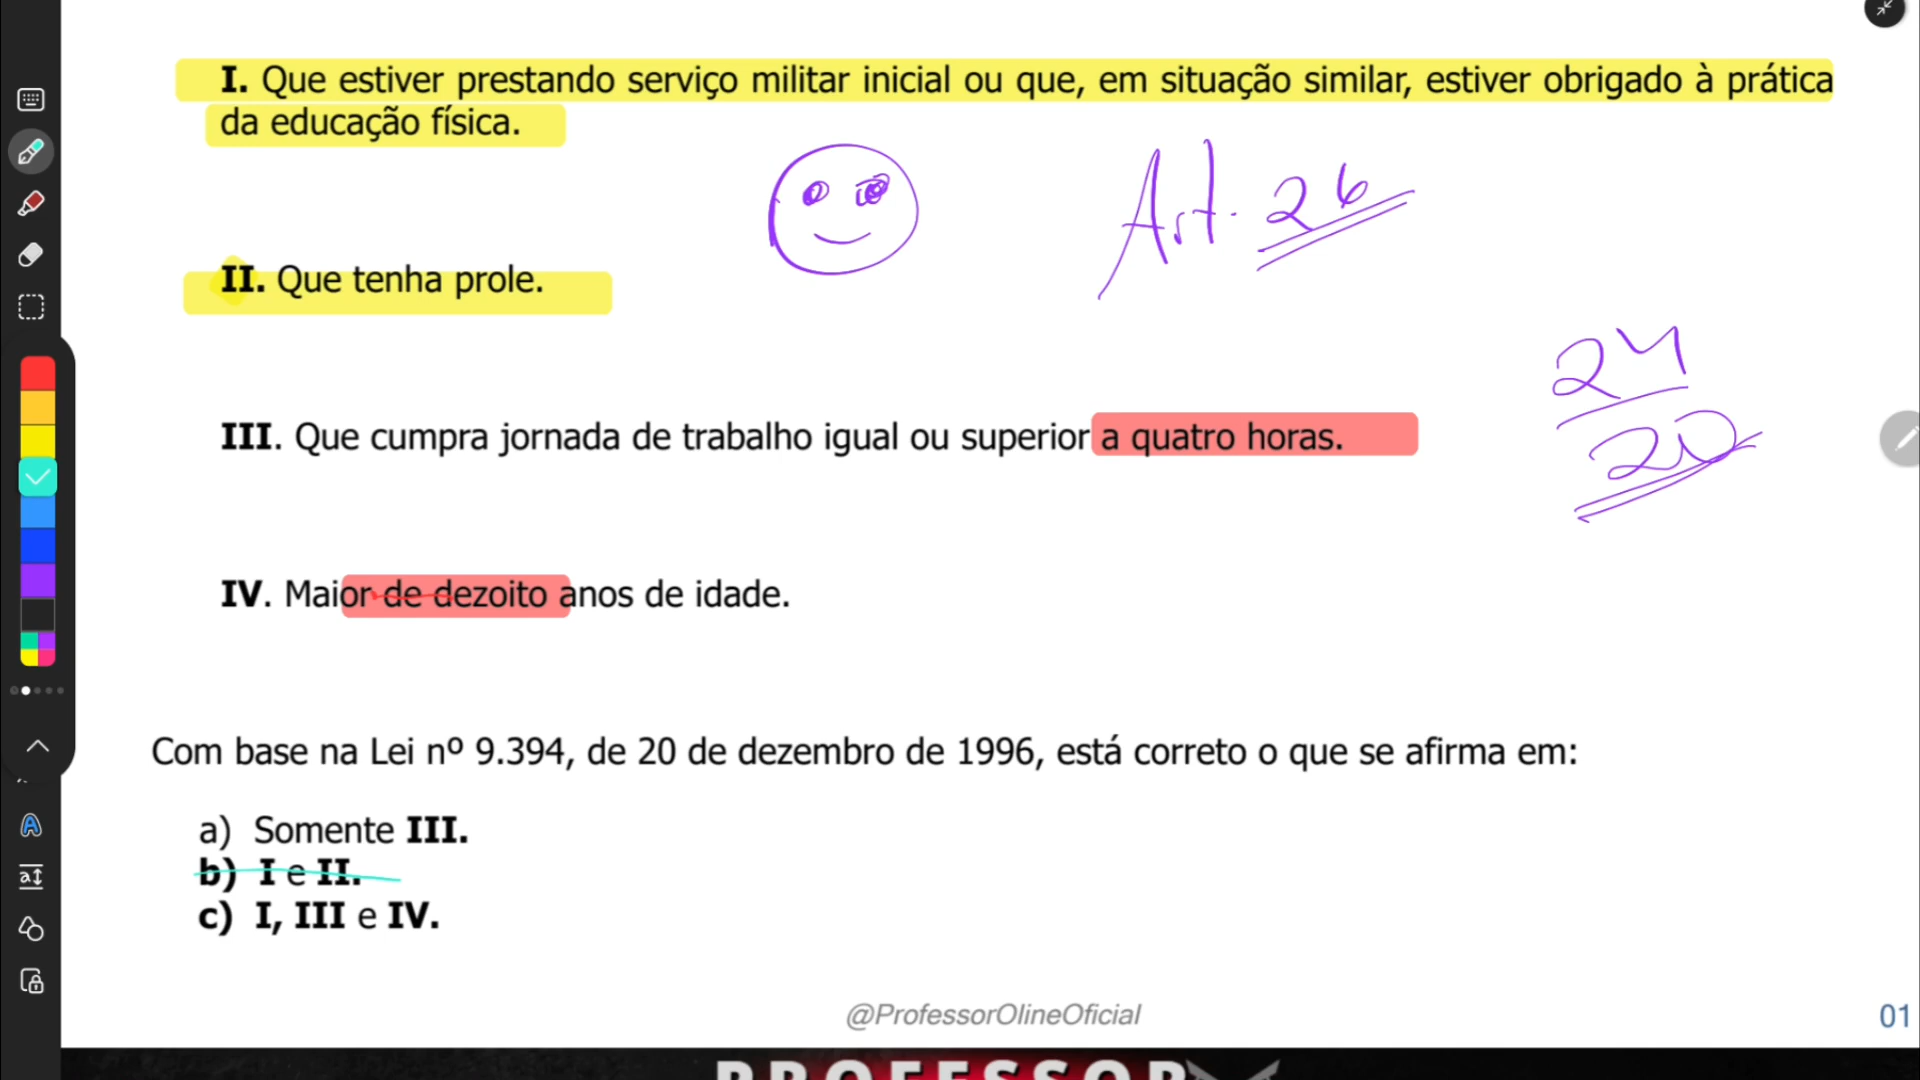 I. Que estiver prestando serviço militar inicial ou que, em situação similar, estiver obrigado à prática
da educação física.
Art. 26
II. Que tenha prole.
24
20
III. Que cumpra jornada de trabalho igual ou superior a quatro horas.
IV. Maior de dezoito anos de idade.
Com base na Lei nº 9.394, de 20 de dezembro de 1996, está correto o que se afirma em:
a) Somente III.
b) I e II.
c) I, III e IV.
@ProfessorOlineOficial
01
PROFESSOR